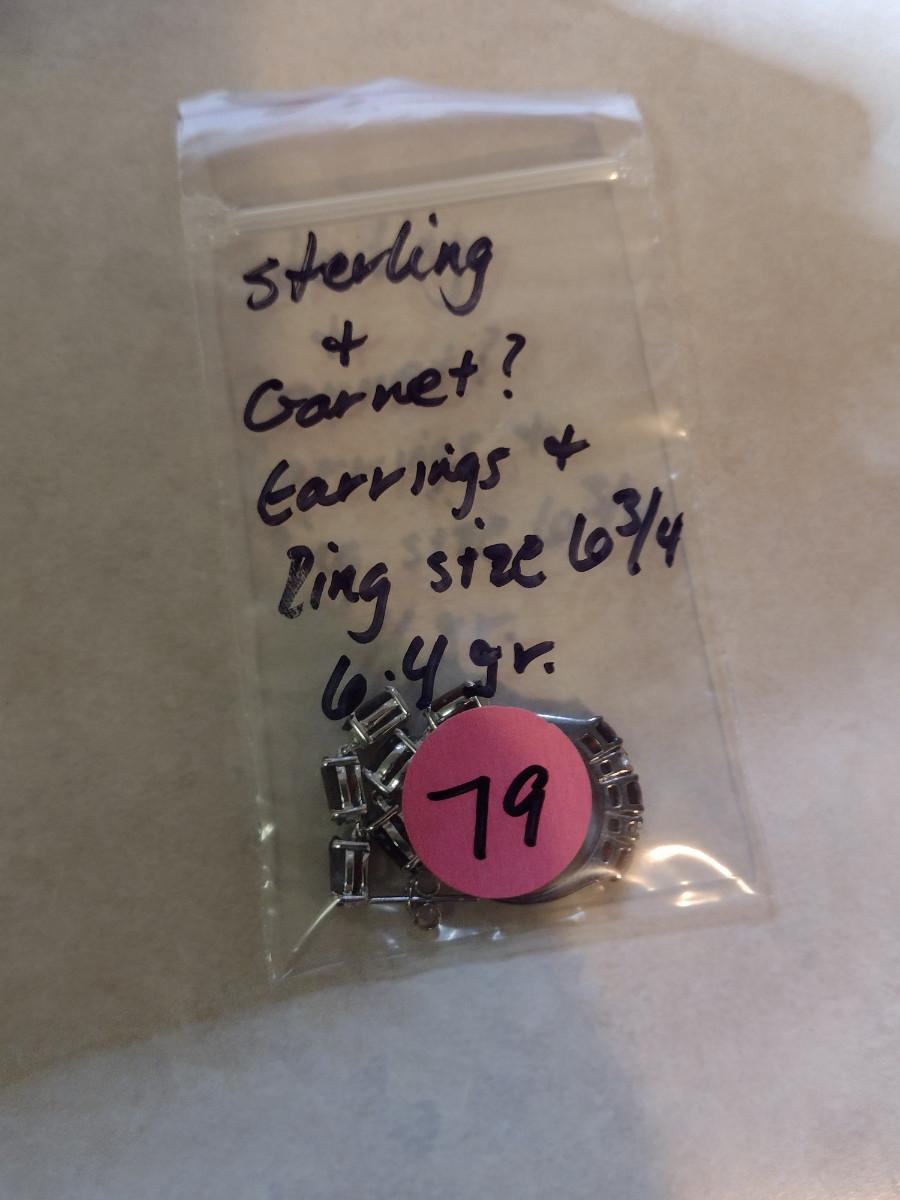 sterling
+
Garnet?
Earrings +
Ring size 6 3/4
6.4 gr.
79